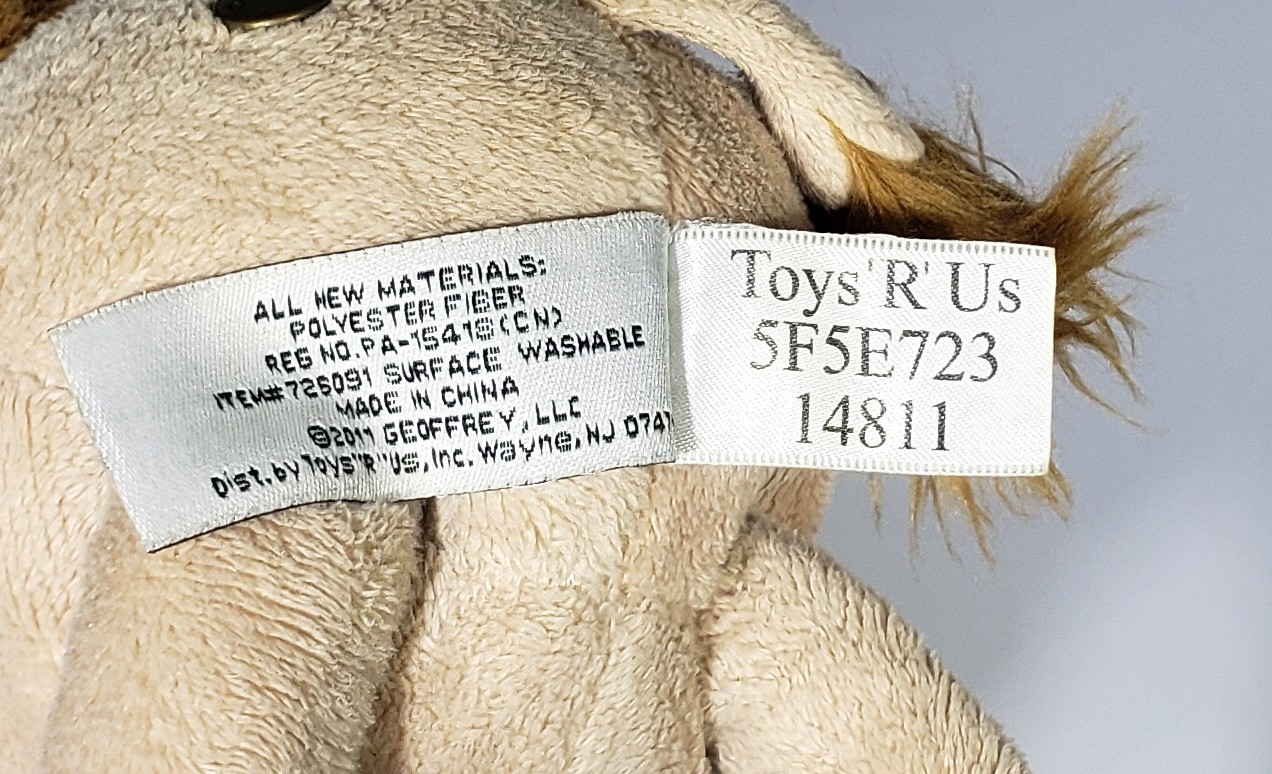 ALL NEW MATERIALS:
POLYESTER FIBER
REG NO.PA-15418(CN)
ITEM#726091 SURFACE WASHABLE
MADE IN CHINA
©2011 GEOFFREY, LLC
Dist.by Toys"R"Us,Inc. Wayne,NJ 0747
Toys 'R' Us
5F5E723
14811